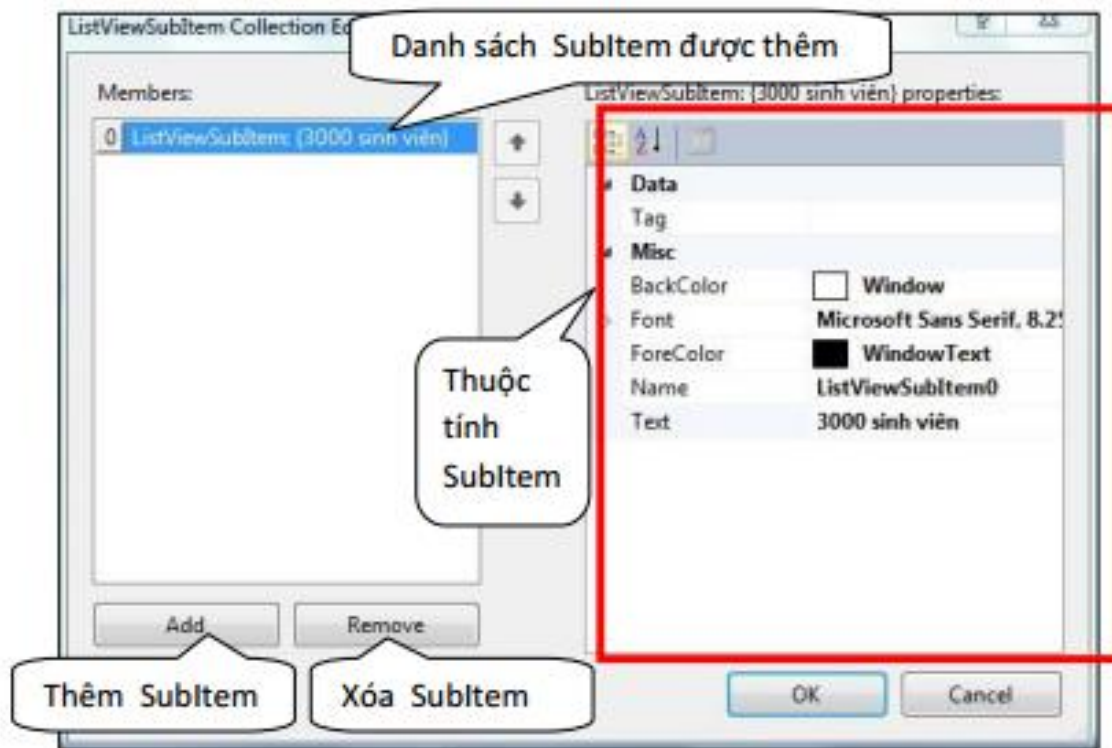 ListViewSubItem Collection Ed
Danh sách SubItem được thêm
Members:
ListViewSubItem: {3000 sinh viên} properties:
0 ListViewSubItem: {3000 sinh viên}
Data
Tag
Misc
BackColor Window
Font Microsoft Sans Serif, 8.25
ForeColor WindowText
Name ListViewSubItem0
Text 3000 sinh viên
Thuộc
tính
SubItem
Add Remove
Thêm SubItem
Xóa SubItem
OK Cancel